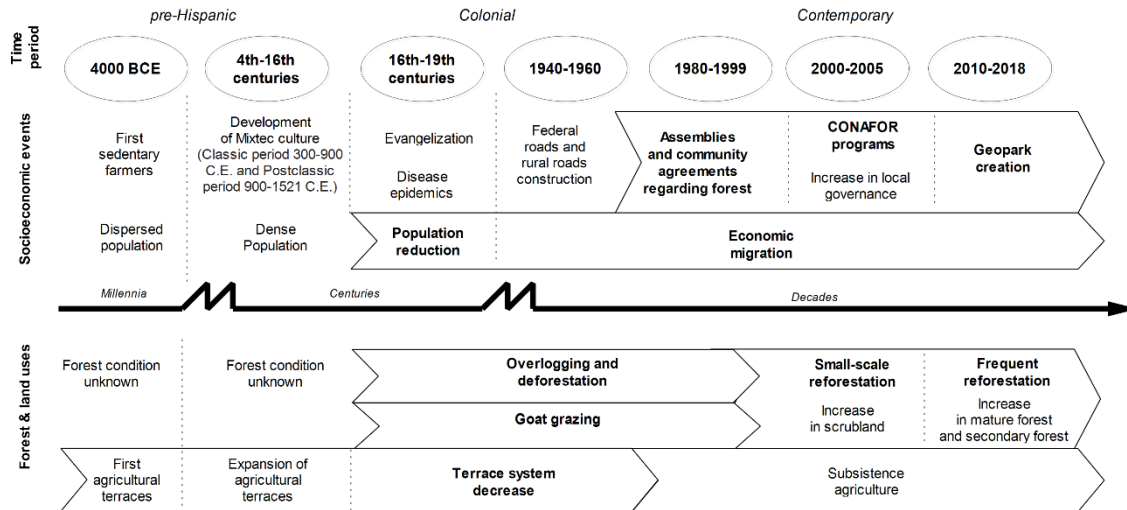 pre-Hispanic
Colonial
Contemporary
Time
period
4000 BCE
4th-16th
centuries
16th-19th
centuries
1940-1960
1980-1999
2000-2005
2010-2018
Socioeconomic events
First
sedentary
farmers
Development
of Mixtec culture
(Classic period 300-900
C.E. and Postclassic
period 900-1521 C.E.)
Evangelization
Disease
epidemics
Federal
roads and
rural roads
construction
Assemblies
and community
agreements
regarding forest
CONAFOR
programs
Increase in local
governance
Geopark
creation
Dispersed
population
Dense
Population
Population
reduction
Economic
migration
Millennia
Centuries
Decades
Forest & land uses
Forest condition
unknown
Forest condition
unknown
Overlogging and
deforestation
Goat grazing
Small-scale
reforestation
Increase
in scrubland
Frequent
reforestation
Increase
in mature forest
and secondary forest
First
agricultural
terraces
Expansion of
agricultural
terraces
Terrace system
decrease
Subsistence
agriculture